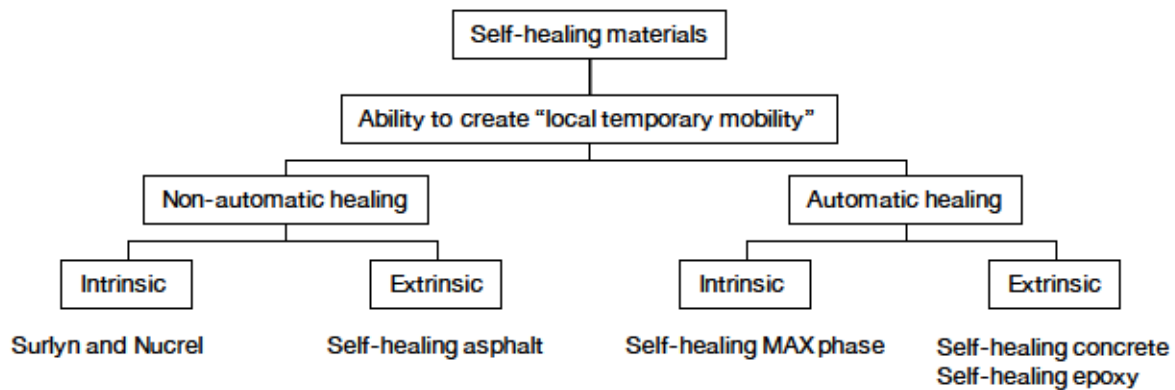 Self-healing materials
Ability to create “local temporary mobility”
Non-automatic healing
Automatic healing
Intrinsic
Extrinsic
Intrinsic
Extrinsic
Surlyn and Nucrel
Self-healing asphalt
Self-healing MAX phase
Self-healing concrete
Self-healing epoxy